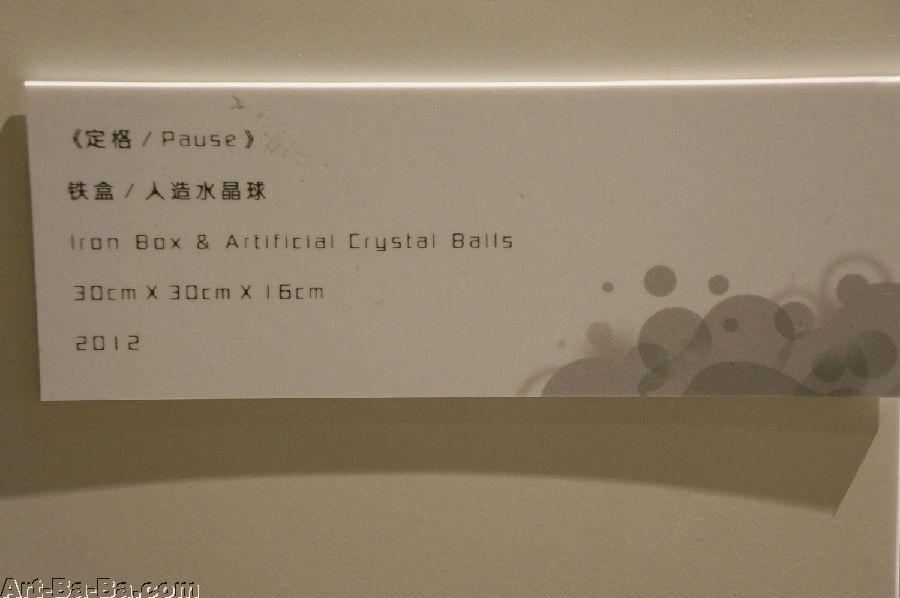 《定格 / Pause》
铁盒 / 人造水晶球
Iron Box & Artificial Crystal Balls
30cm X 30cm X 16cm
2012
Art-Ba-Ba.com